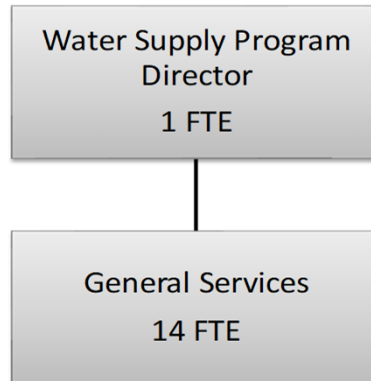 Water Supply Program
Director
1 FTE
General Services
14 FTE